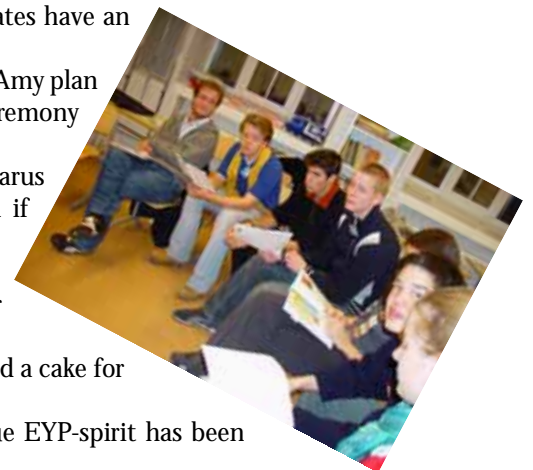 ates have an
Amy plan
remony
arus
if
.
d a cake for
e EYP-spirit has been